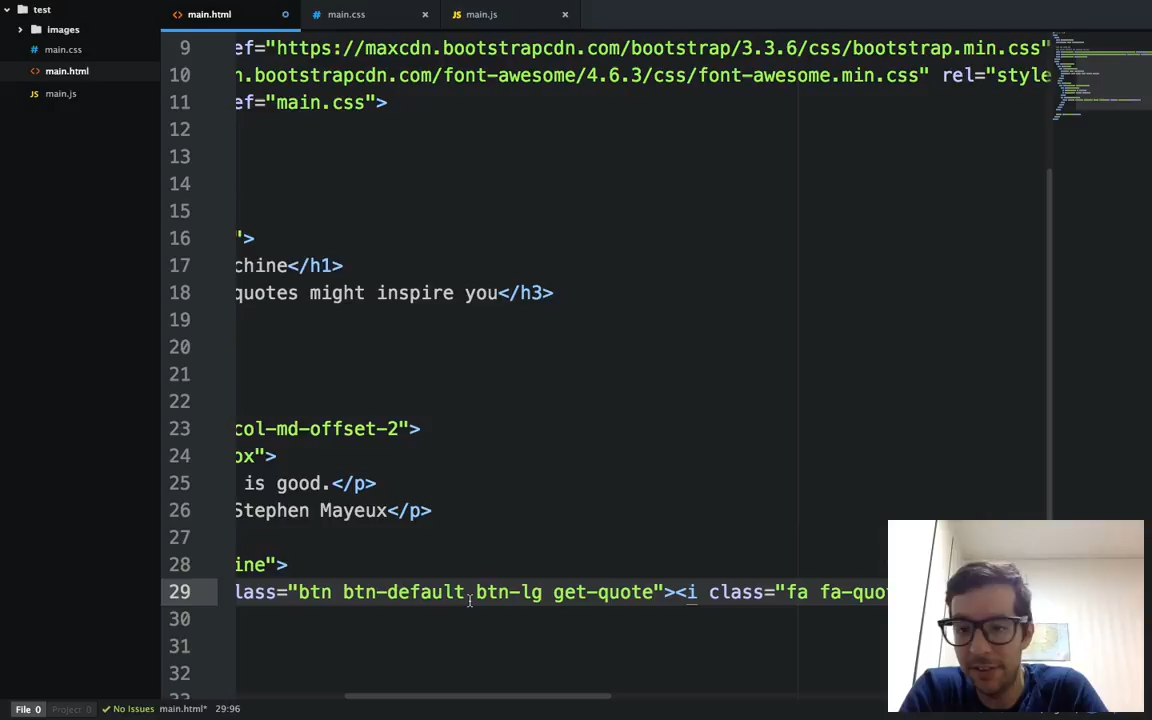 test
main.html
main.css
main.js
images
main.css
main.html
main.js
9 ef="https://maxcdn.bootstrapcdn.com/bootstrap/3.3.6/css/bootstrap.min.css"
10 n.bootstrapcdn.com/font-awesome/4.6.3/css/font-awesome.min.css" rel="style
11 ef="main.css">
12
13
14
15
16 ">
17 chine</h1>
18 quotes might inspire you</h3>
19
20
21
22
23 col-md-offset-2">
24 ox">
25 is good.</p>
26 Stephen Mayeux</p>
27
28 ine">
29 lass="btn btn-default btn-lg get-quote"><i class="fa fa-quo
30
31
32
33
File 0 Project 0 No Issues main.html* 29:96